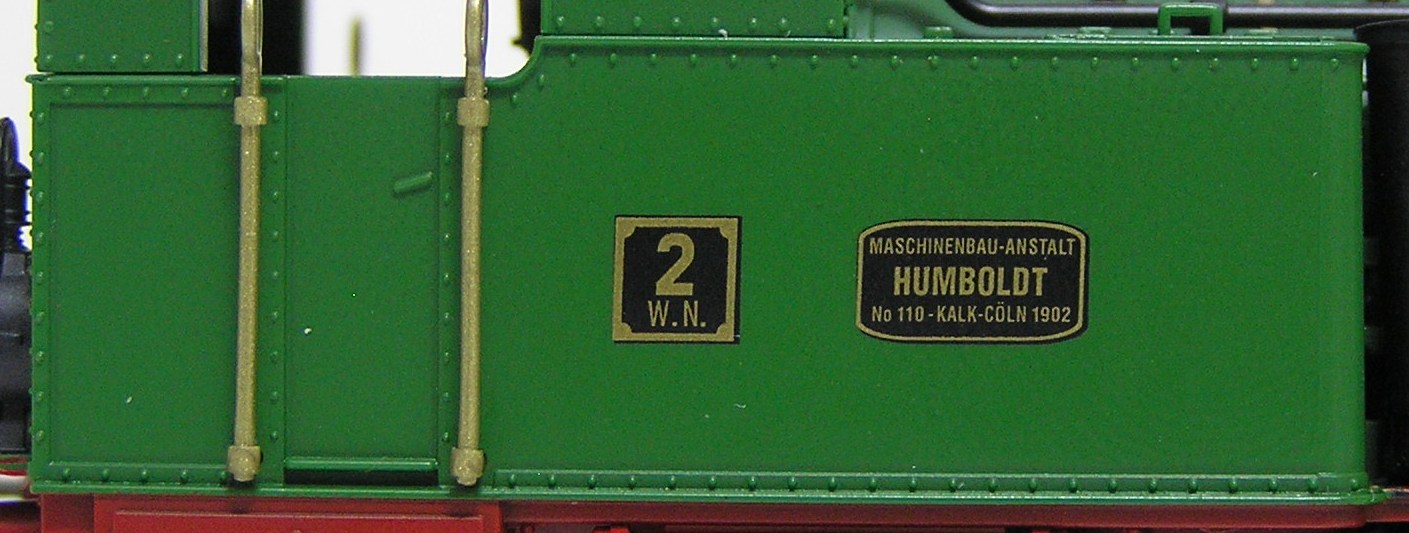 2
W.N.
MASCHINENBAU-ANSTALT
HUMBOLDT
No 110-KALK-CÖLN 1902